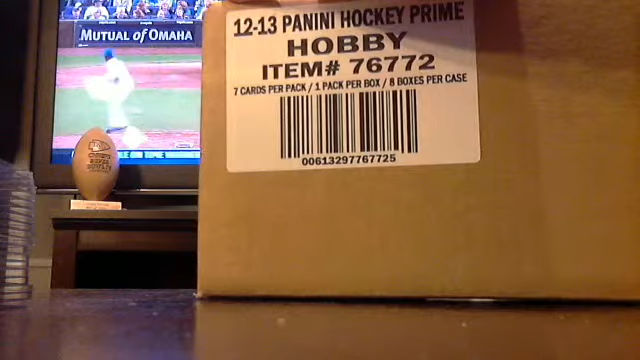 MUTUAL of OMAHA
12-13 PANINI HOCKEY PRIME
HOBBY
ITEM# 76772
7 CARDS PER PACK / 1 PACK PER BOX / 8 BOXES PER CASE
00613297767725